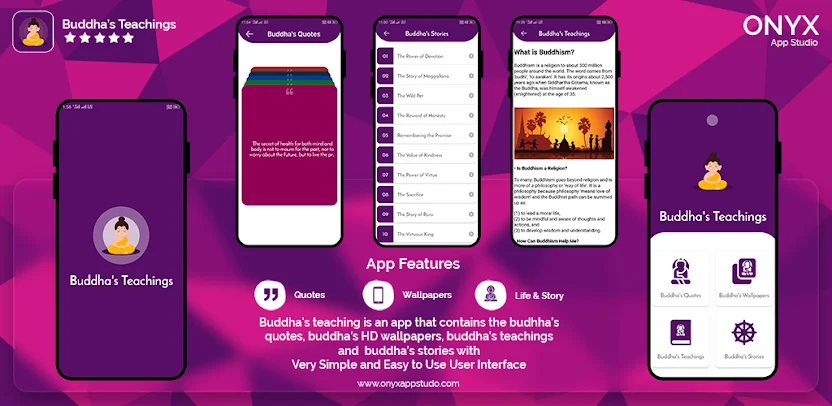 Buddha's Teachings
ONYX
App Studio
Buddha's Teachings
Buddha's Quotes
The secret of health for both mind and
body is not to mourn for the past, nor to
worry about the future, but to live the pr,
Buddha's Stories
01 The Power of Devotion
02 The Story of Moggallana
03 The Wild Pet
04 The Reward of Honesty
05 Remembering the Promise
06 The Value of Kindness
07 The Power of Virtue
08 The Sacrifice
09 The Story of Ruru
10 The Virtuous King
Buddha's Teachings
What is Buddhism?
Buddhism is a religion to about 300 million
people around the world. The word comes from
'budhi', 'to awaken'. It has its origins about 2,500
years ago when Siddhartha Gotama, known as
the Buddha, was himself awakened
(enlightened) at the age of 35.
· Is Buddhism a Religion?
To many, Buddhism goes beyond religion and is
more of a philosophy or 'way of life'. It is a
philosophy because philosophy 'means love of
wisdom' and the Buddhist path can be summed
up as:
(1) to lead a moral life,
(2) to be mindful and aware of thoughts and
actions, and
(3) to develop wisdom and understanding.
· How Can Buddhism Help Me?
Buddha's Teachings
Buddha's Quotes
Buddha's Wallpapers
Buddha's Teachings
Buddha's Stories
App Features
Quotes
Wallpapers
Life & Story
Buddha's teaching is an app that contains the budhha's
quotes, buddha's HD wallpapers, buddha's teachings
and buddha's stories with
Very Simple and Easy to Use User Interface
www.onyxappstudo.com